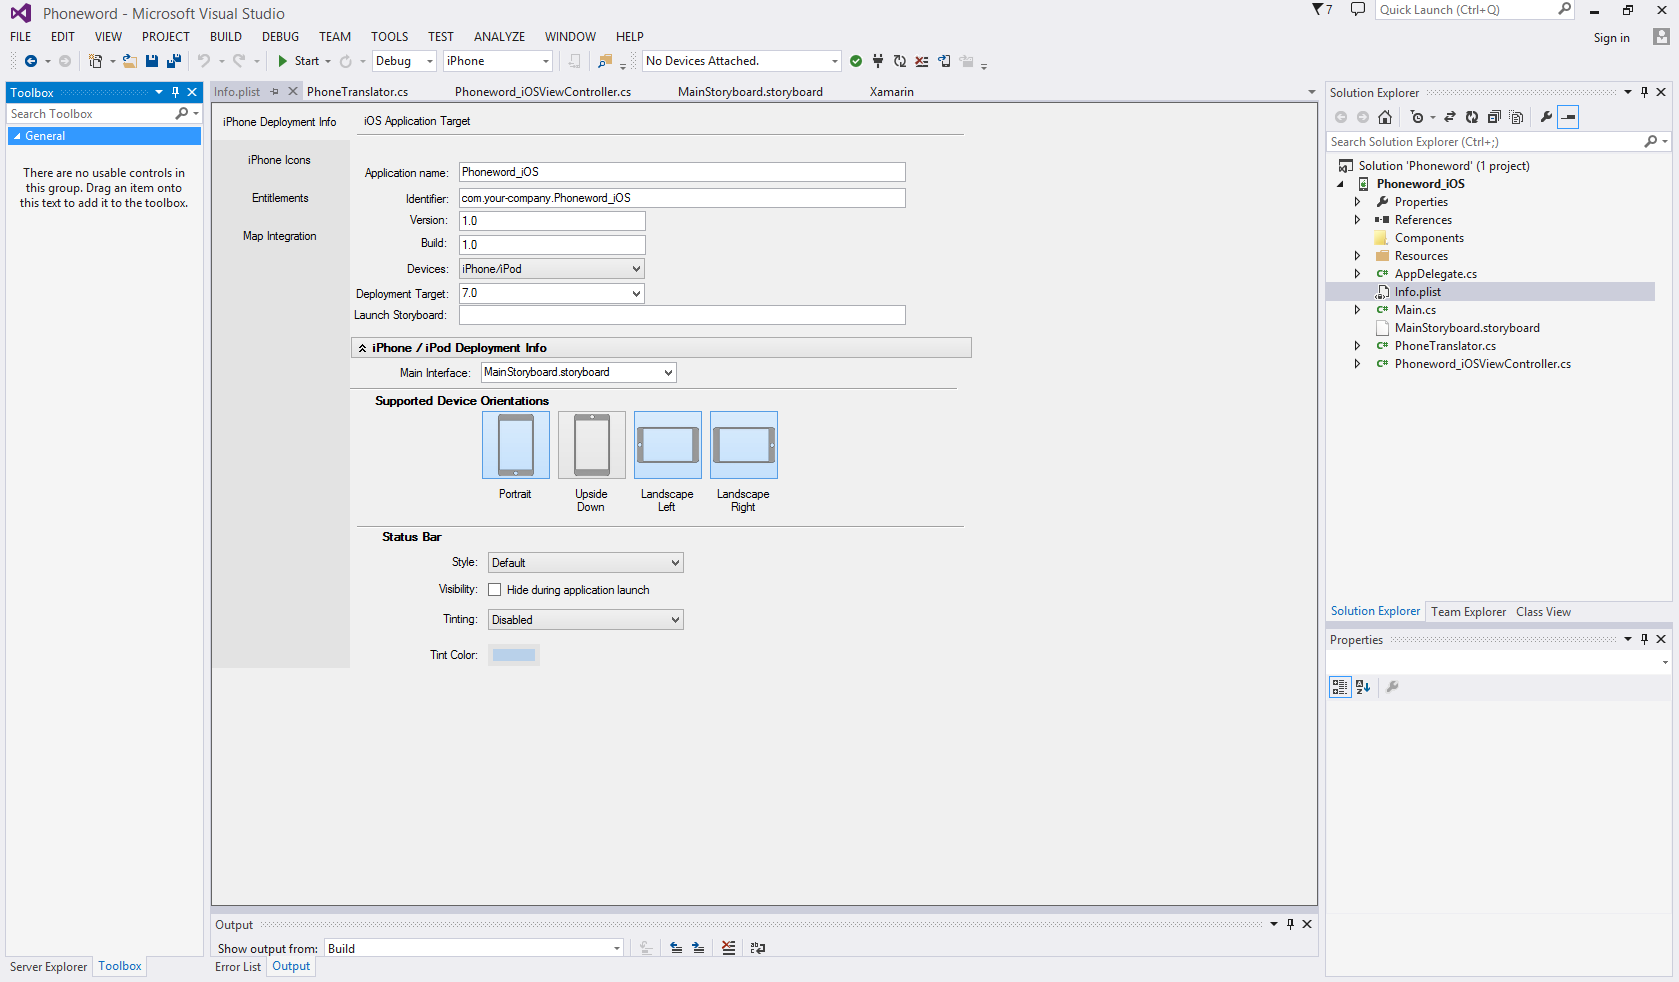 Phoneword - Microsoft Visual Studio
7
Quick Launch (Ctrl+Q)
FILE EDIT VIEW PROJECT BUILD DEBUG TEAM TOOLS TEST ANALYZE WINDOW HELP
Sign in
Start Debug iPhone No Devices Attached.
Toolbox
Search Toolbox
General
There are no usable controls in
this group. Drag an item onto
this text to add it to the toolbox.
Server Explorer Toolbox
Info.plist PhoneTranslator.cs Phoneword_iOSViewController.cs MainStoryboard.storyboard Xamarin
iPhone Deployment Info
iPhone Icons
Entitlements
Map Integration
iOS Application Target
Application name: Phoneword_iOS
Identifier: com.your-company.Phoneword_iOS
Version: 1.0
Build: 1.0
Devices: iPhone/iPod
Deployment Target: 7.0
Launch Storyboard:
iPhone / iPod Deployment Info
Main Interface: MainStoryboard.storyboard
Supported Device Orientations
Portrait
Upside
Down
Landscape
Left
Landscape
Right
Status Bar
Style: Default
Visibility: Hide during application launch
Tinting: Disabled
Tint Color:
Output
Show output from: Build
Error List Output
Solution Explorer
Search Solution Explorer (Ctrl+;)
Solution 'Phoneword' (1 project)
Phoneword_iOS
Properties
References
Components
Resources
C# AppDelegate.cs
Info.plist
C# Main.cs
MainStoryboard.storyboard
C# PhoneTranslator.cs
C# Phoneword_iOSViewController.cs
Solution Explorer Team Explorer Class View
Properties